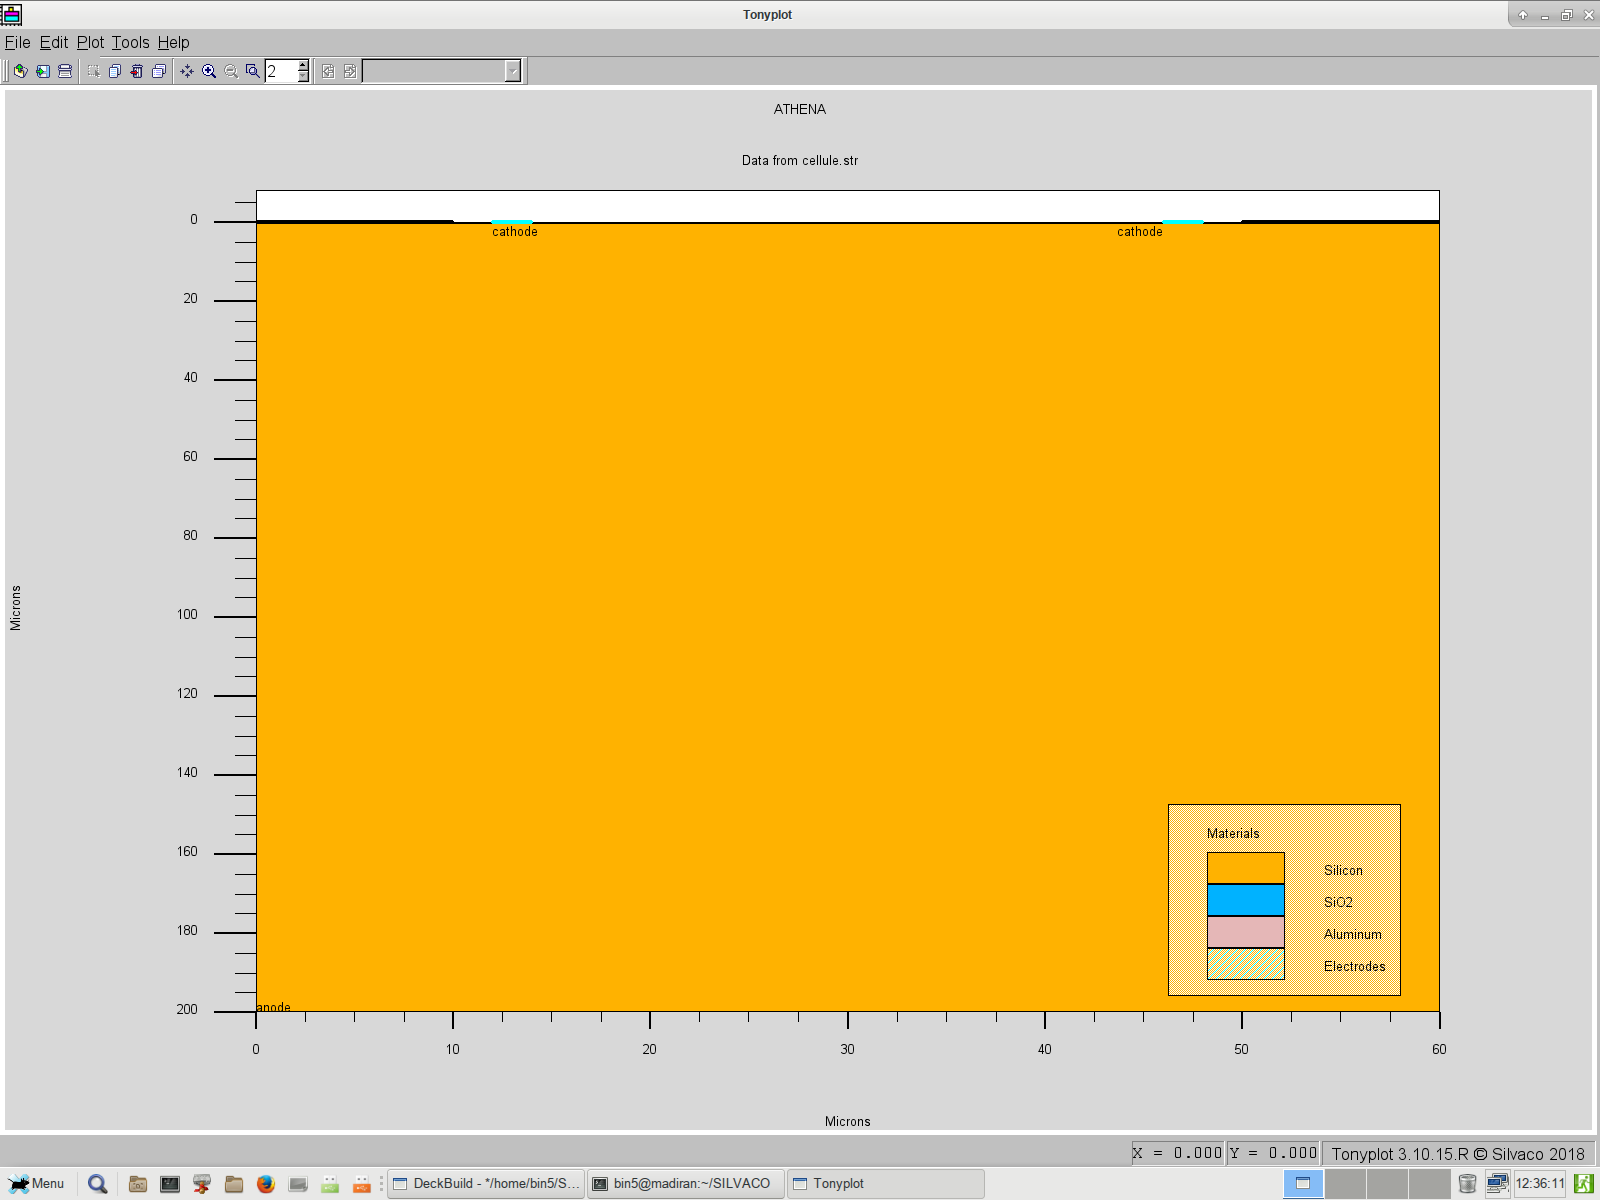 Tonyplot
File Edit Plot Tools Help
2
ATHENA
Data from cellule.str
0
cathode
cathode
20
40
60
80
100
Microns
120
140
160
180
200
Materials
Silicon
SiO2
Aluminum
Electrodes
anode
0 10 20 30 40 50 60
Microns
X = 0.000 Y = 0.000 Tonyplot 3.10.15.R © Silvaco 2018
Menu DeckBuild - */home/bin5/S... bin5@madiran:~/SILVACO Tonyplot 12:36:11